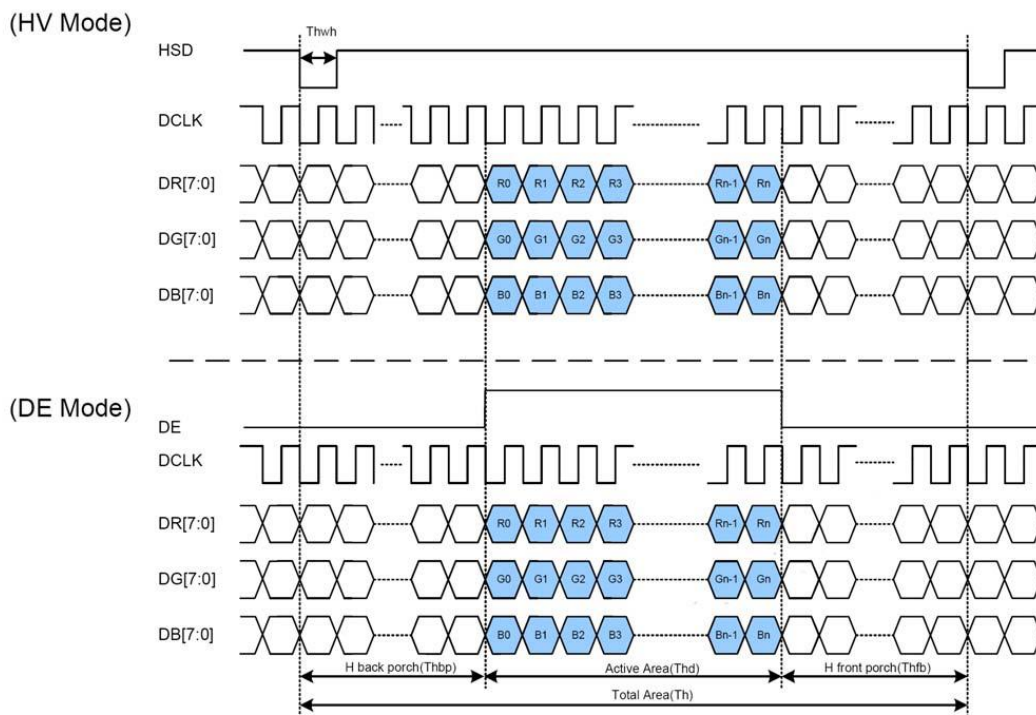 (HV Mode)
Thwh
HSD
DCLK
DR[7:0] R0 R1 R2 R3 Rn-1 Rn
DG[7:0] G0 G1 G2 G3 Gn-1 Gn
DB[7:0] B0 B1 B2 B3 Bn-1 Bn
(DE Mode)
DE
DCLK
DR[7:0] R0 R1 R2 R3 Rn-1 Rn
DG[7:0] G0 G1 G2 G3 Gn-1 Gn
DB[7:0] B0 B1 B2 B3 Bn-1 Bn
H back porch(Thbp) Active Area(Thd) H front porch(Thfb)
Total Area(Th)